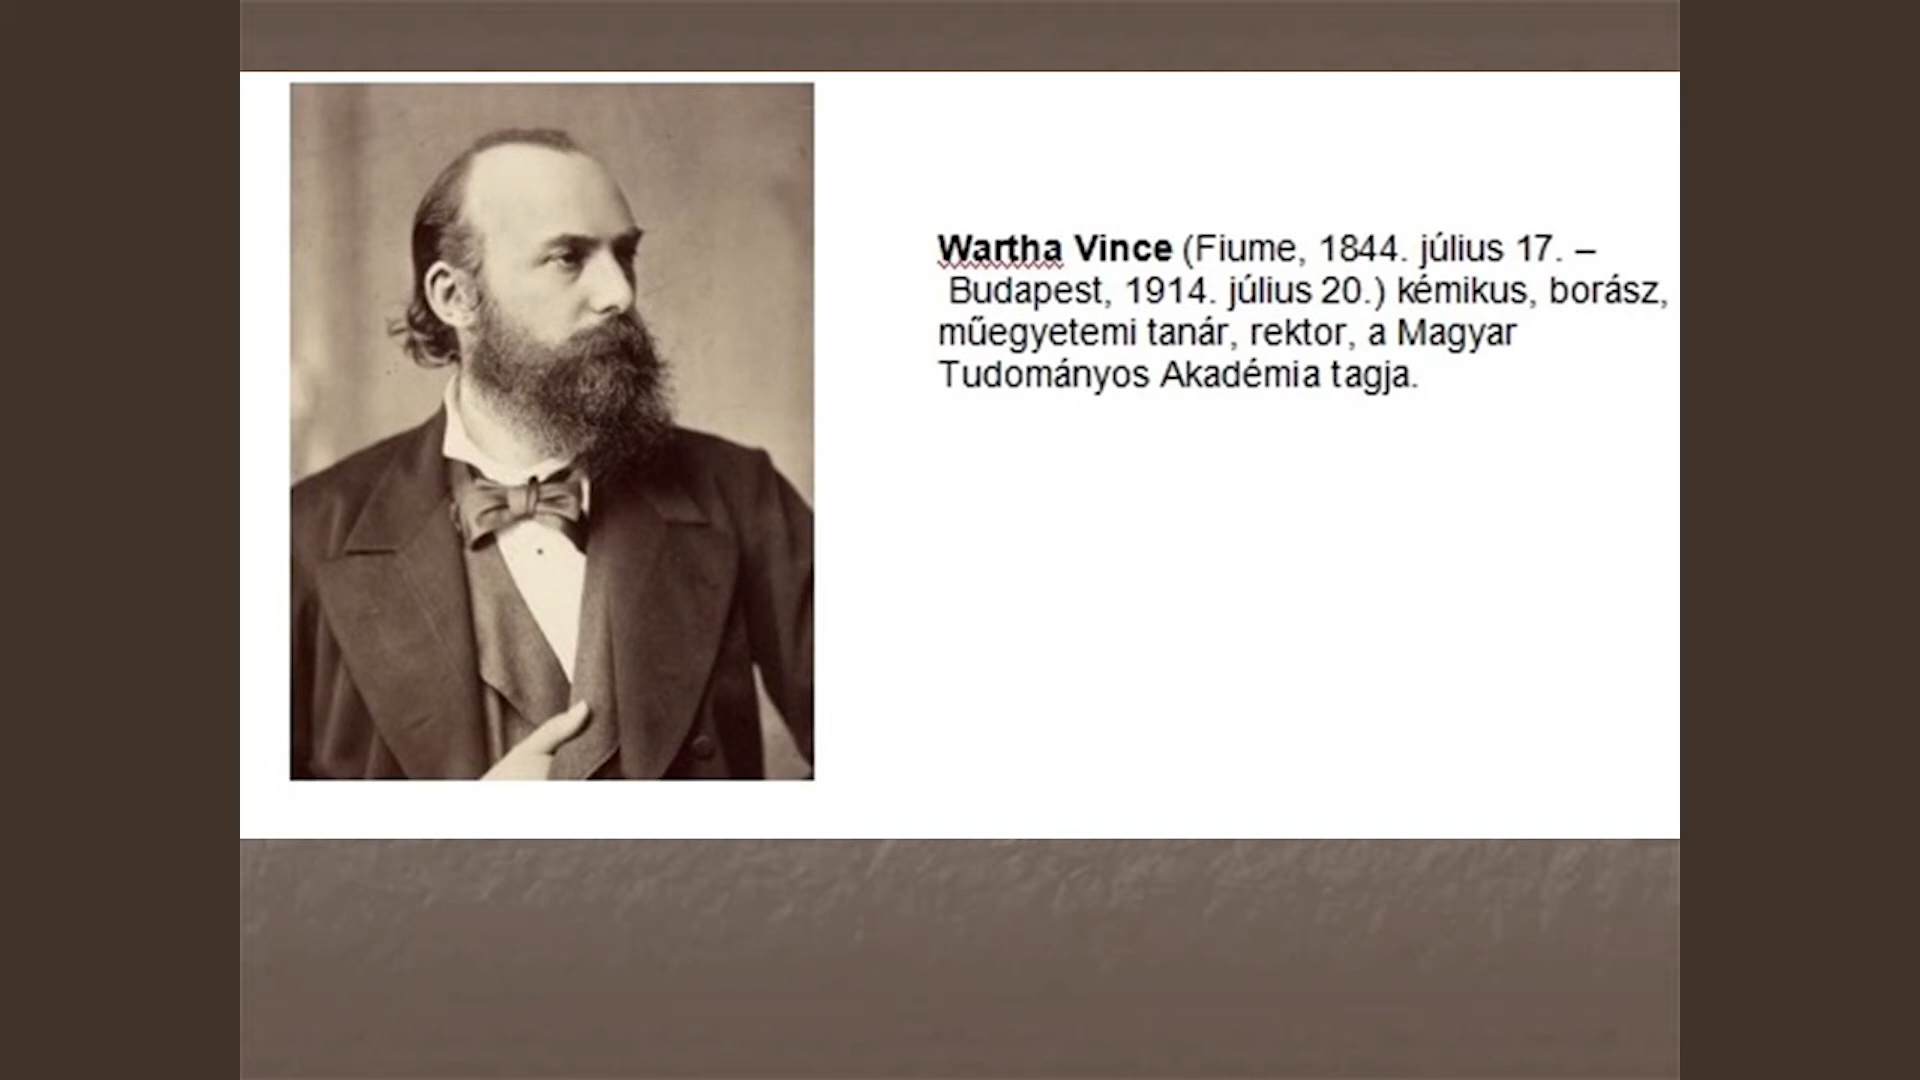 Wartha Vince (Fiume, 1844. július 17. –
Budapest, 1914. július 20.) kémikus, borász,
műegyetemi tanár, rektor, a Magyar
Tudományos Akadémia tagja.